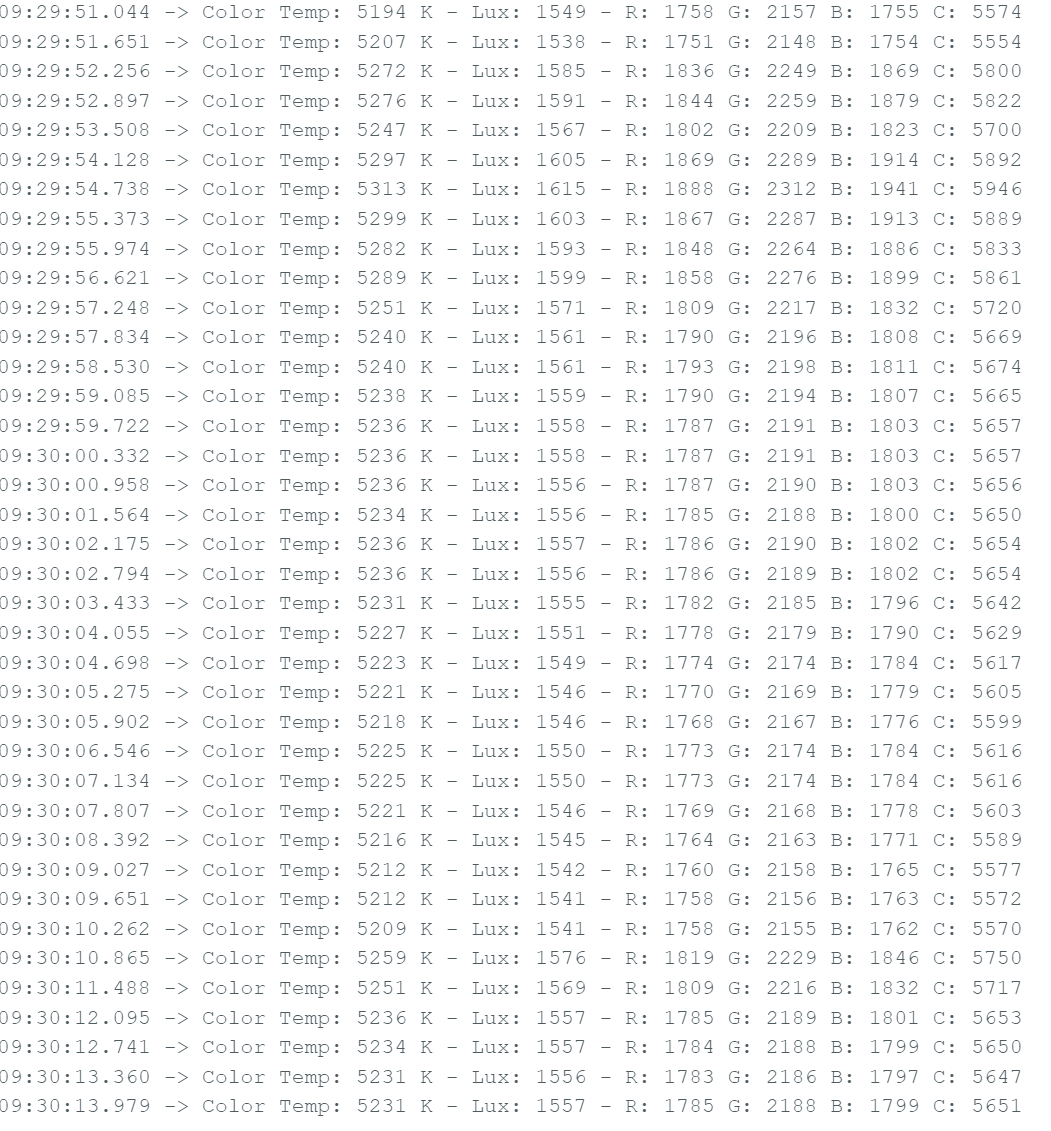 09:29:51.044 -> Color Temp: 5194 K - Lux: 1549 - R: 1758 G: 2157 B: 1755 C: 5574
09:29:51.651 -> Color Temp: 5207 K - Lux: 1538 - R: 1751 G: 2148 B: 1754 C: 5554
09:29:52.256 -> Color Temp: 5272 K - Lux: 1585 - R: 1836 G: 2249 B: 1869 C: 5800
09:29:52.897 -> Color Temp: 5276 K - Lux: 1591 - R: 1844 G: 2259 B: 1879 C: 5822
09:29:53.508 -> Color Temp: 5247 K - Lux: 1567 - R: 1802 G: 2209 B: 1823 C: 5700
09:29:54.128 -> Color Temp: 5297 K - Lux: 1605 - R: 1869 G: 2289 B: 1914 C: 5892
09:29:54.738 -> Color Temp: 5313 K - Lux: 1615 - R: 1888 G: 2312 B: 1941 C: 5946
09:29:55.373 -> Color Temp: 5299 K - Lux: 1603 - R: 1867 G: 2287 B: 1913 C: 5889
09:29:55.974 -> Color Temp: 5282 K - Lux: 1593 - R: 1848 G: 2264 B: 1886 C: 5833
09:29:56.621 -> Color Temp: 5289 K - Lux: 1599 - R: 1858 G: 2276 B: 1899 C: 5861
09:29:57.248 -> Color Temp: 5251 K - Lux: 1571 - R: 1809 G: 2217 B: 1832 C: 5720
09:29:57.834 -> Color Temp: 5240 K - Lux: 1561 - R: 1790 G: 2196 B: 1808 C: 5669
09:29:58.530 -> Color Temp: 5240 K - Lux: 1561 - R: 1793 G: 2198 B: 1811 C: 5674
09:29:59.085 -> Color Temp: 5238 K - Lux: 1559 - R: 1790 G: 2194 B: 1807 C: 5665
09:29:59.722 -> Color Temp: 5236 K - Lux: 1558 - R: 1787 G: 2191 B: 1803 C: 5657
09:30:00.332 -> Color Temp: 5236 K - Lux: 1558 - R: 1787 G: 2191 B: 1803 C: 5657
09:30:00.958 -> Color Temp: 5236 K - Lux: 1556 - R: 1787 G: 2190 B: 1803 C: 5656
09:30:01.564 -> Color Temp: 5234 K - Lux: 1556 - R: 1785 G: 2188 B: 1800 C: 5650
09:30:02.175 -> Color Temp: 5236 K - Lux: 1557 - R: 1786 G: 2190 B: 1802 C: 5654
09:30:02.794 -> Color Temp: 5236 K - Lux: 1556 - R: 1786 G: 2189 B: 1802 C: 5654
09:30:03.433 -> Color Temp: 5231 K - Lux: 1555 - R: 1782 G: 2185 B: 1796 C: 5642
09:30:04.055 -> Color Temp: 5227 K - Lux: 1551 - R: 1778 G: 2179 B: 1790 C: 5629
09:30:04.698 -> Color Temp: 5223 K - Lux: 1549 - R: 1774 G: 2174 B: 1784 C: 5617
09:30:05.275 -> Color Temp: 5221 K - Lux: 1546 - R: 1770 G: 2169 B: 1779 C: 5605
09:30:05.902 -> Color Temp: 5218 K - Lux: 1546 - R: 1768 G: 2167 B: 1776 C: 5599
09:30:06.546 -> Color Temp: 5225 K - Lux: 1550 - R: 1773 G: 2174 B: 1784 C: 5616
09:30:07.134 -> Color Temp: 5225 K - Lux: 1550 - R: 1773 G: 2174 B: 1784 C: 5616
09:30:07.807 -> Color Temp: 5221 K - Lux: 1546 - R: 1769 G: 2168 B: 1778 C: 5603
09:30:08.392 -> Color Temp: 5216 K - Lux: 1545 - R: 1764 G: 2163 B: 1771 C: 5589
09:30:09.027 -> Color Temp: 5212 K - Lux: 1542 - R: 1760 G: 2158 B: 1765 C: 5577
09:30:09.651 -> Color Temp: 5212 K - Lux: 1541 - R: 1758 G: 2156 B: 1763 C: 5572
09:30:10.262 -> Color Temp: 5209 K - Lux: 1541 - R: 1758 G: 2155 B: 1762 C: 5570
09:30:10.865 -> Color Temp: 5259 K - Lux: 1576 - R: 1819 G: 2229 B: 1846 C: 5750
09:30:11.488 -> Color Temp: 5251 K - Lux: 1569 - R: 1809 G: 2216 B: 1832 C: 5717
09:30:12.095 -> Color Temp: 5236 K - Lux: 1557 - R: 1785 G: 2189 B: 1801 C: 5653
09:30:12.741 -> Color Temp: 5234 K - Lux: 1557 - R: 1784 G: 2188 B: 1799 C: 5650
09:30:13.360 -> Color Temp: 5231 K - Lux: 1556 - R: 1783 G: 2186 B: 1797 C: 5647
09:30:13.979 -> Color Temp: 5231 K - Lux: 1557 - R: 1785 G: 2188 B: 1799 C: 5651